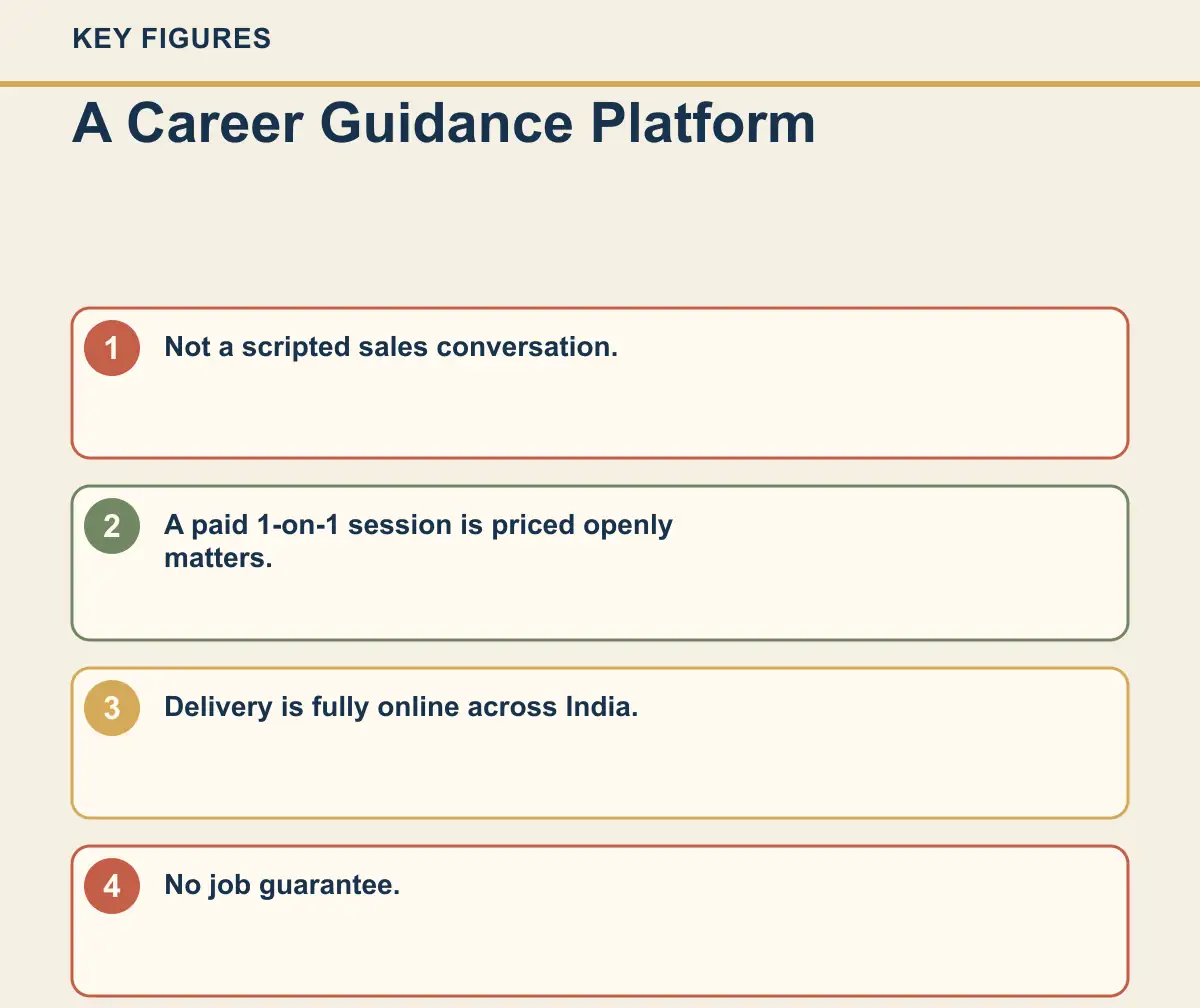 KEY FIGURES
A Career Guidance Platform
1
Not a scripted sales conversation.
2
A paid 1-on-1 session is priced openly
matters.
3
Delivery is fully online across India.
4
No job guarantee.